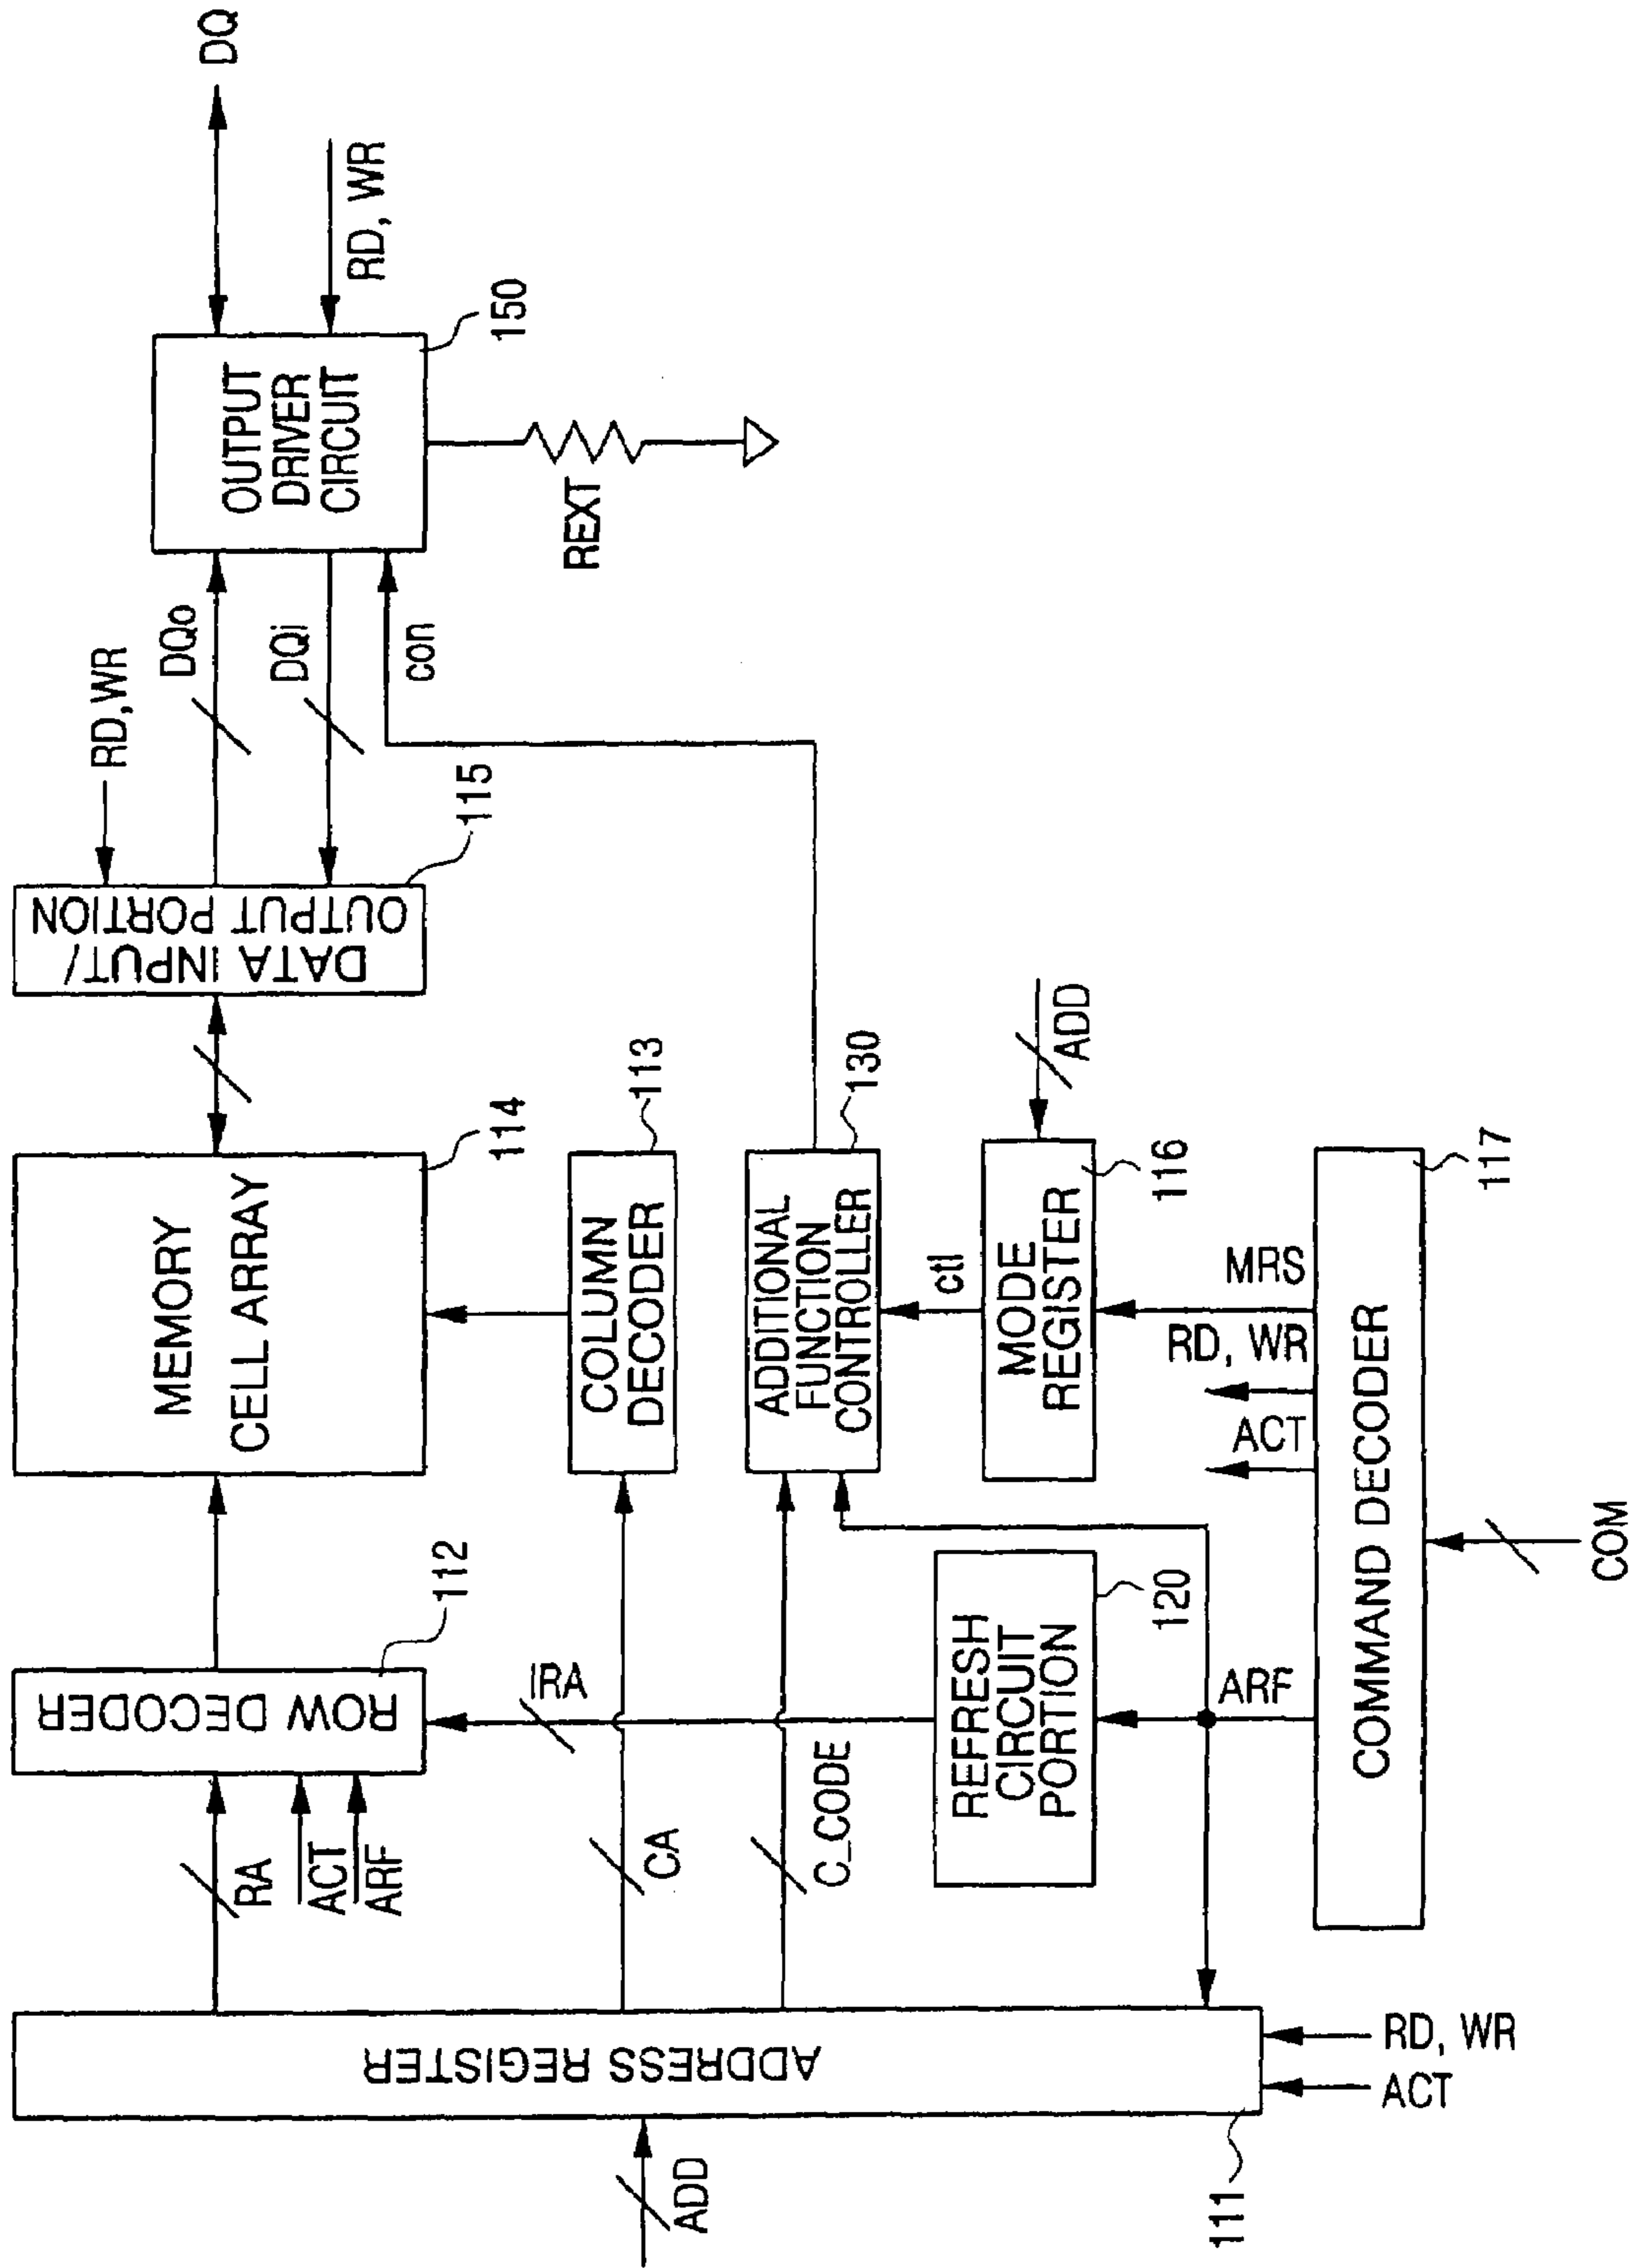 ADD
ADDRESS REGISTER
111
ACT
RD, WR
RA
ACT
ARF
ROW DECODER
112
IRA
CA
C_CODE
MEMORY
CELL ARRAY
114
COLUMN
DECODER
113
ADDITIONAL
FUNCTION
CONTROLLER
130
ctl
MODE
REGISTER
116
ADD
REFRESH
CIRCUIT
PORTION
120
ARF
ACT
RD, WR
MRS
COMMAND DECODER
117
COM
DATA INPUT/
OUTPUT PORTION
115
RD,WR
DQo
DQi
con
OUTPUT
DRIVER
CIRCUIT
150
REXT
DQ
RD, WR